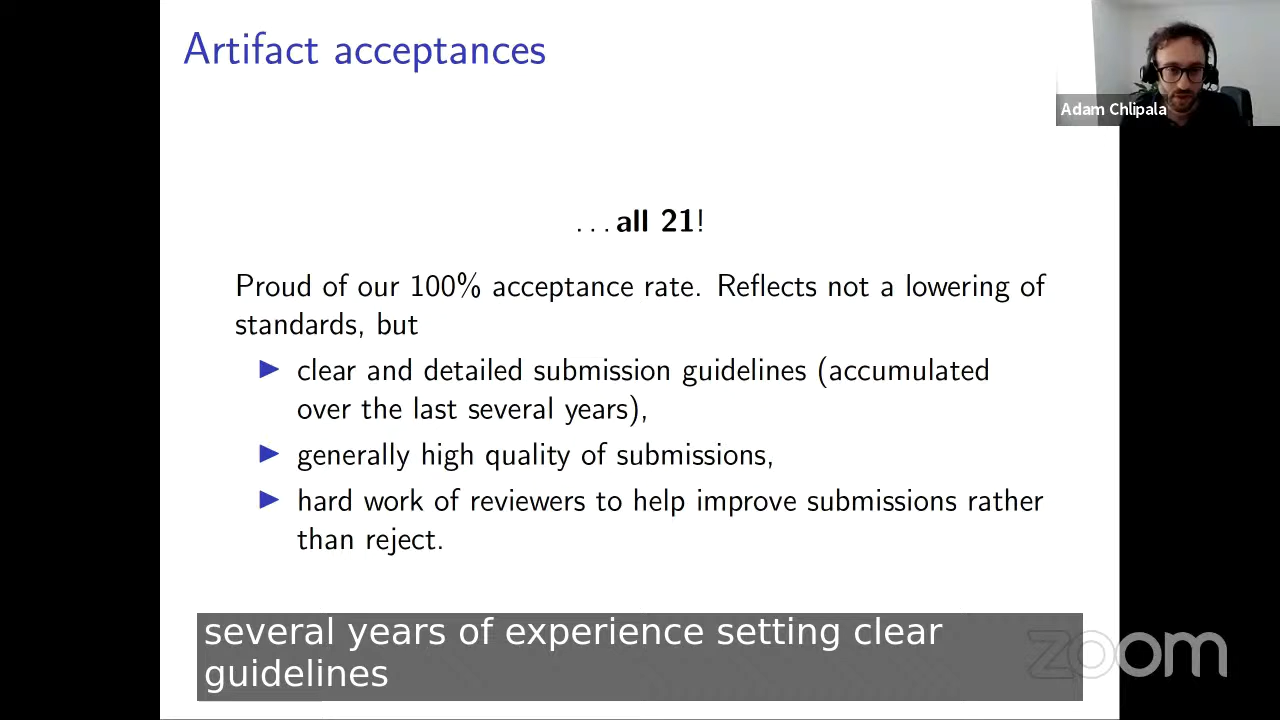 Artifact acceptances
Adam Chlipala
...all 21!
Proud of our 100% acceptance rate. Reflects not a lowering of
standards, but
▶ clear and detailed submission guidelines (accumulated
over the last several years),
▶ generally high quality of submissions,
▶ hard work of reviewers to help improve submissions rather
than reject.
several years of experience setting clear
guidelines
zoom